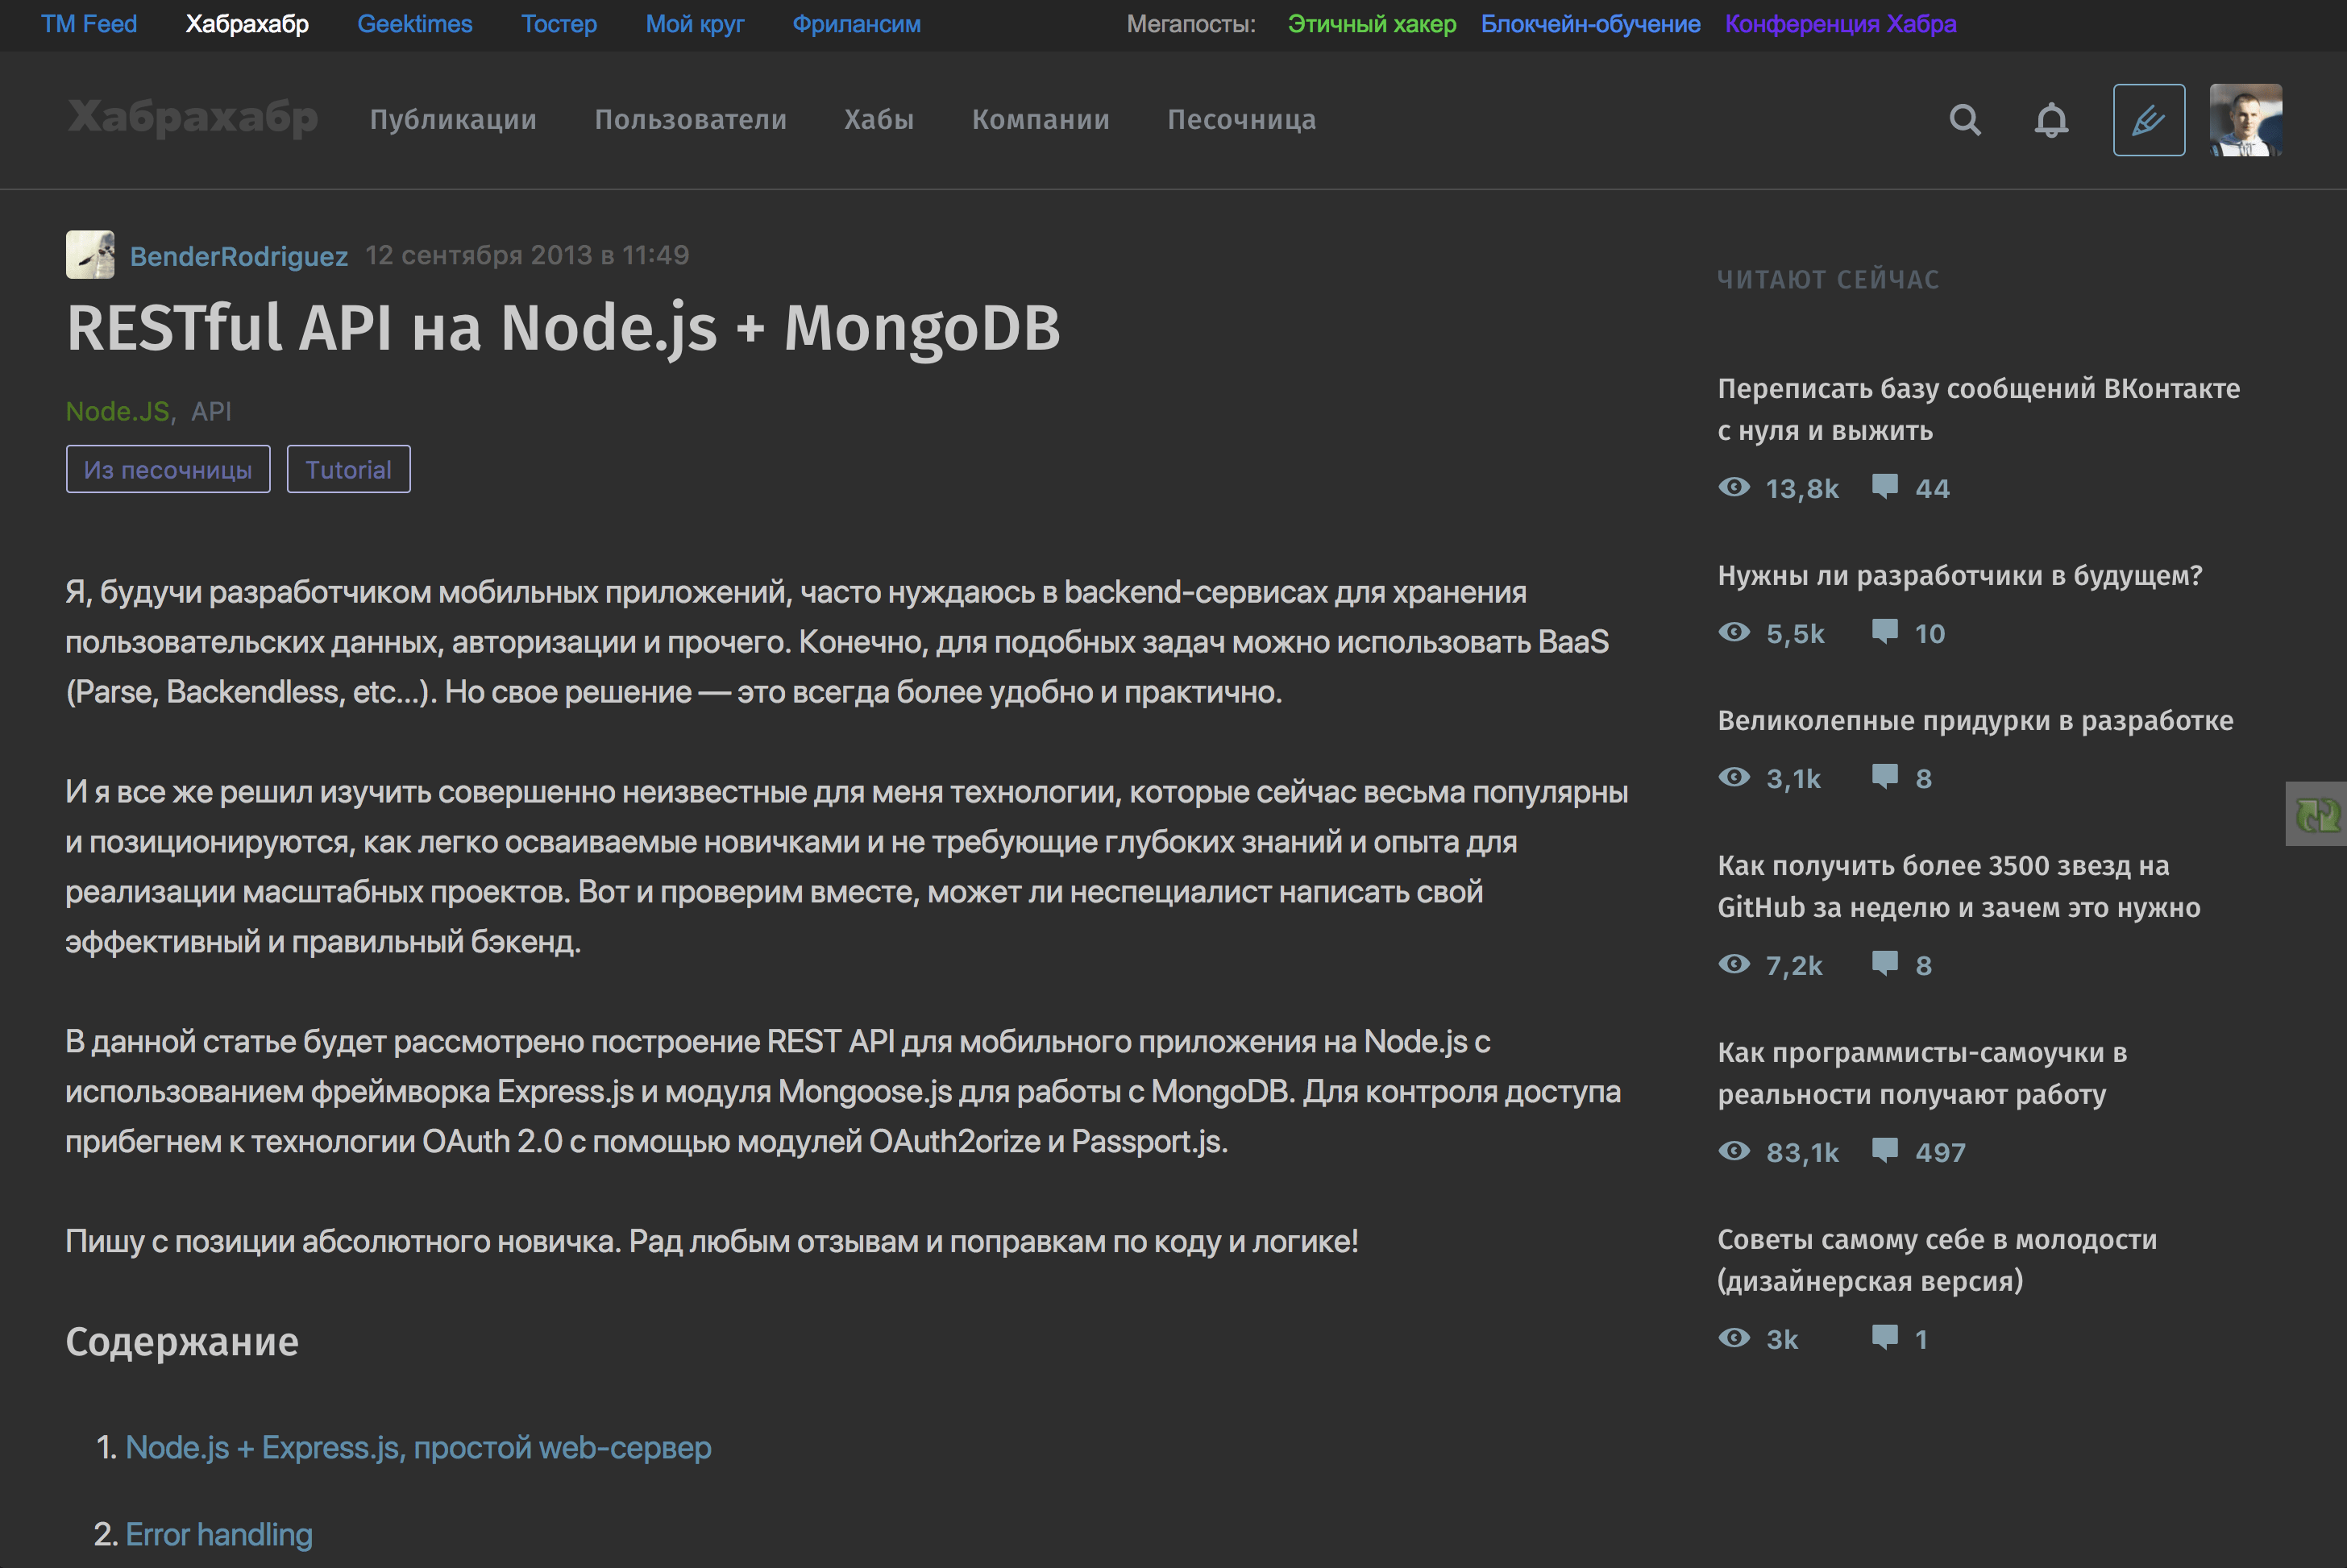 TM Feed Хабрахабр Geektimes Тостер Мой круг Фрилансим Мегапосты: Этичный хакер Блокчейн-обучение Конференция Хабра
Хабрахабр Публикации Пользователи Хабы Компании Песочница
BenderRodriguez 12 сентября 2013 в 11:49
RESTful API на Node.js + MongoDB
Node.JS, API
Из песочницы Tutorial
Я, будучи разработчиком мобильных приложений, часто нуждаюсь в backend-сервисах для хранения
пользовательских данных, авторизации и прочего. Конечно, для подобных задач можно использовать BaaS
(Parse, Backendless, etc...). Но свое решение — это всегда более удобно и практично.
И я все же решил изучить совершенно неизвестные для меня технологии, которые сейчас весьма популярны
и позиционируются, как легко осваиваемые новичками и не требующие глубоких знаний и опыта для
реализации масштабных проектов. Вот и проверим вместе, может ли неспециалист написать свой
эффективный и правильный бэкенд.
В данной статье будет рассмотрено построение REST API для мобильного приложения на Node.js с
использованием фреймворка Express.js и модуля Mongoose.js для работы с MongoDB. Для контроля доступа
прибегнем к технологии OAuth 2.0 с помощью модулей OAuth2orize и Passport.js.
Пишу с позиции абсолютного новичка. Рад любым отзывам и поправкам по коду и логике!
Содержание
1. Node.js + Express.js, простой web-сервер
2. Error handling
ЧИТАЮТ СЕЙЧАС
Переписать базу сообщений ВКонтакте
с нуля и выжить
13,8k 44
Нужны ли разработчики в будущем?
5,5k 10
Великолепные придурки в разработке
3,1k 8
Как получить более 3500 звезд на
GitHub за неделю и зачем это нужно
7,2k 8
Как программисты-самоучки в
реальности получают работу
83,1k 497
Советы самому себе в молодости
(дизайнерская версия)
3k 1